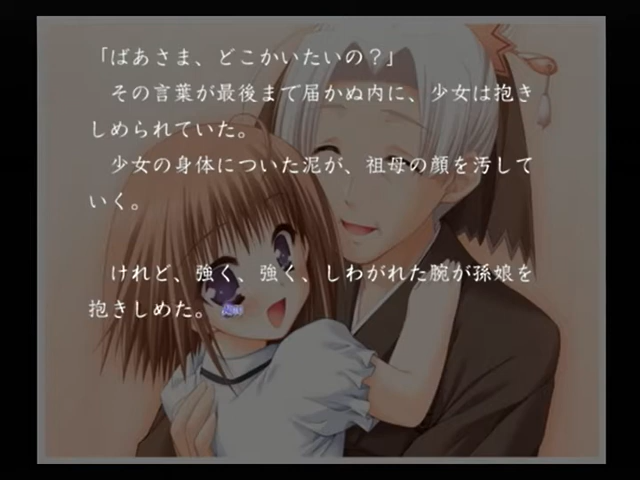 「ばあさま、どこかいたいの？」
　その言葉が最後まで届かぬ内に、少女は抱き
しめられていた。
　少女の身体についた泥が、祖母の顔を汚して
いく。
　けれど、強く、強く、しわがれた腕が孫娘を
抱きしめた。